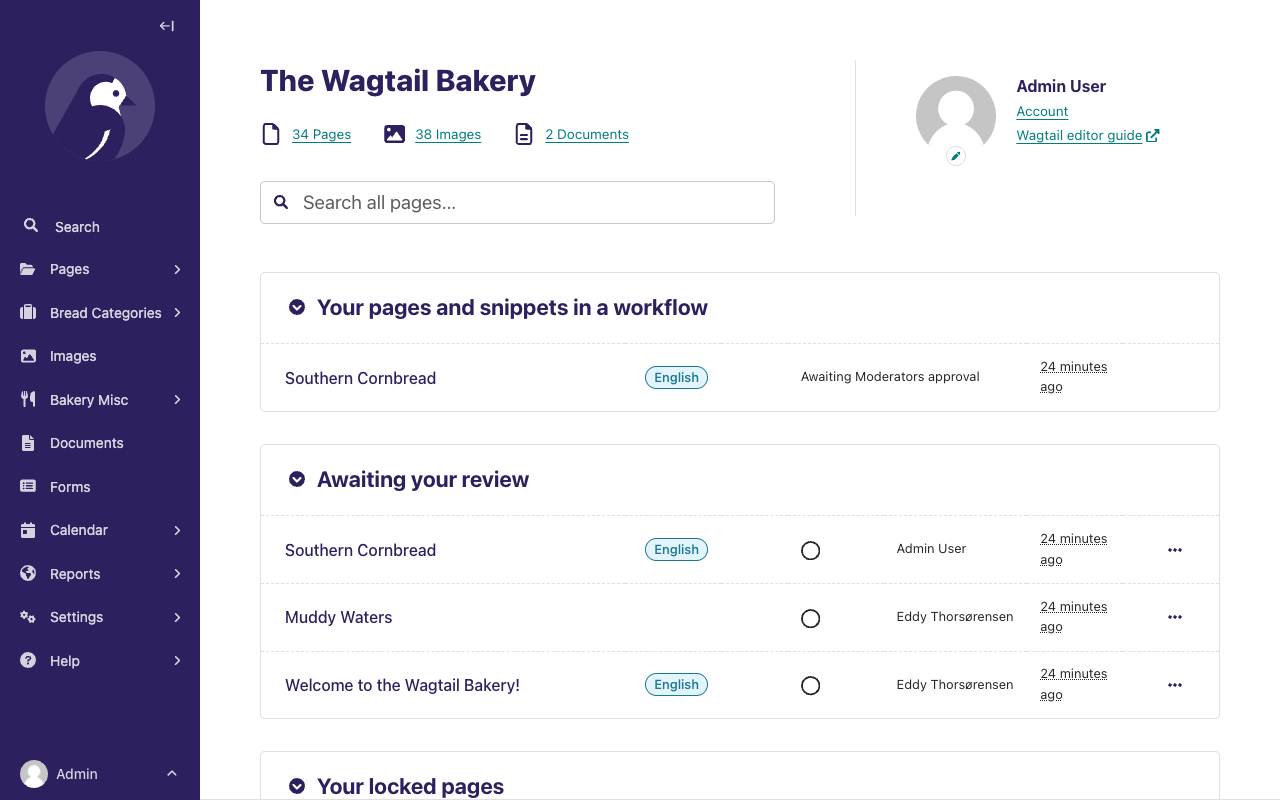 Search
Pages
Bread Categories
Images
Bakery Misc
Documents
Forms
Calendar
Reports
Settings
Help
Admin
The Wagtail Bakery
34 Pages
38 Images
2 Documents
Search all pages…
Admin User
Account
Wagtail editor guide
Your pages and snippets in a workflow
Southern Cornbread English Awaiting Moderators approval 24 minutes
ago
Awaiting your review
Southern Cornbread English Admin User 24 minutes
ago
Muddy Waters Eddy Thorsørensen 24 minutes
ago
Welcome to the Wagtail Bakery! English Eddy Thorsørensen 24 minutes
ago
Your locked pages